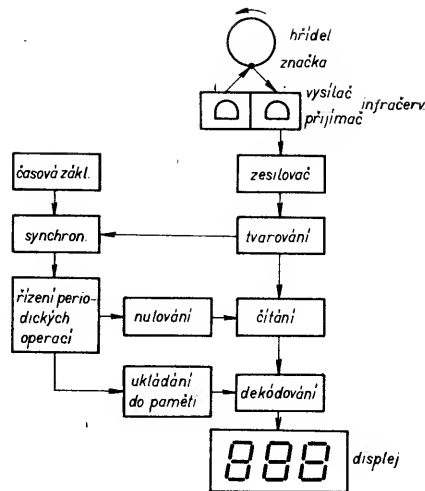 hřídel
značka
vysílač
přijímač
infračerv.
časová zákl.
zesilovač
synchron.
tvarování
řízení perio-
dických
operací
nulování
čítání
ukládání
do paměti
dekódování
888
displej